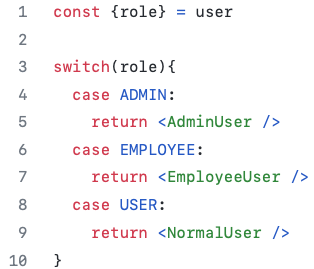 1 const {role} = user
2
3 switch(role){
4   case ADMIN:
5     return <AdminUser />
6   case EMPLOYEE:
7     return <EmployeeUser />
8   case USER:
9     return <NormalUser />
10 }